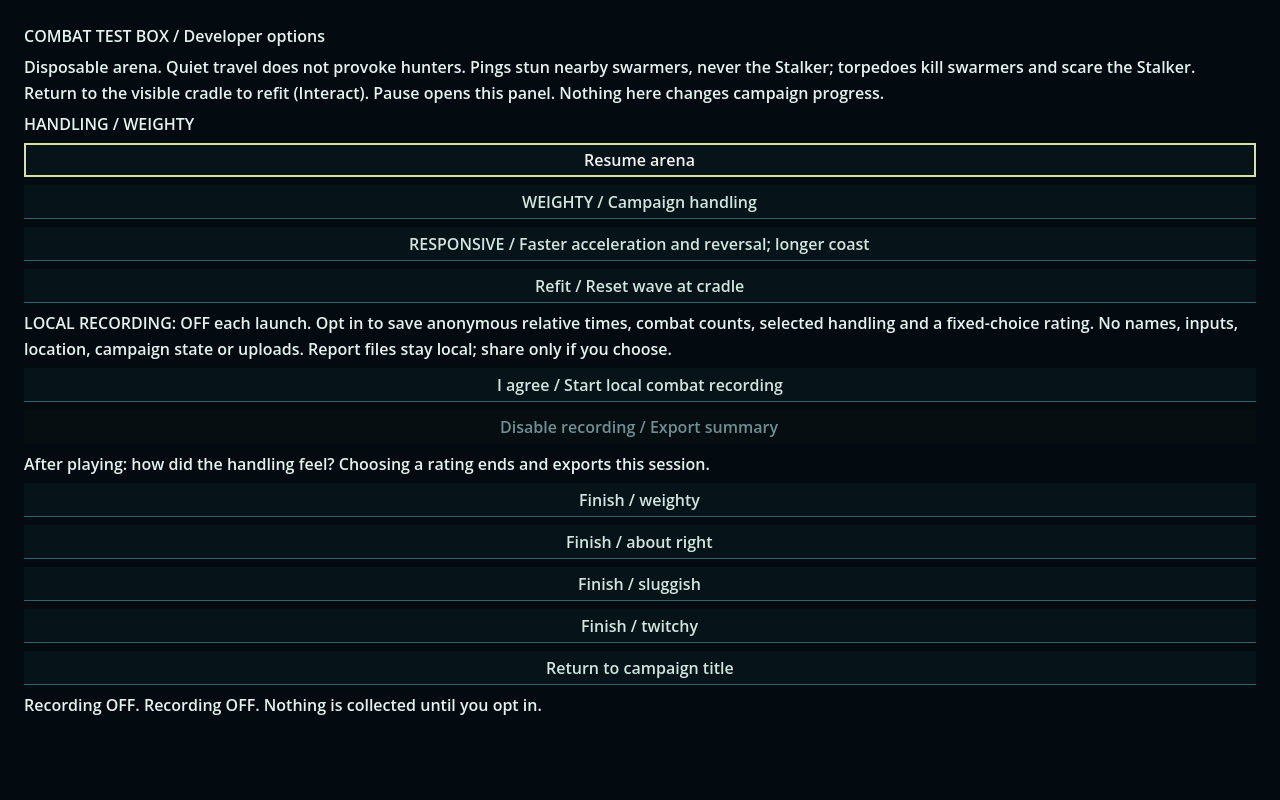 COMBAT TEST BOX / Developer options
Disposable arena. Quiet travel does not provoke hunters. Pings stun nearby swarmers, never the Stalker; torpedoes kill swarmers and scare the Stalker.
Return to the visible cradle to refit (Interact). Pause opens this panel. Nothing here changes campaign progress.
HANDLING / WEIGHTY
Resume arena
WEIGHTY / Campaign handling
RESPONSIVE / Faster acceleration and reversal; longer coast
Refit / Reset wave at cradle
LOCAL RECORDING: OFF each launch. Opt in to save anonymous relative times, combat counts, selected handling and a fixed-choice rating. No names, inputs,
location, campaign state or uploads. Report files stay local; share only if you choose.
I agree / Start local combat recording
Disable recording / Export summary
After playing: how did the handling feel? Choosing a rating ends and exports this session.
Finish / weighty
Finish / about right
Finish / sluggish
Finish / twitchy
Return to campaign title
Recording OFF. Recording OFF. Nothing is collected until you opt in.